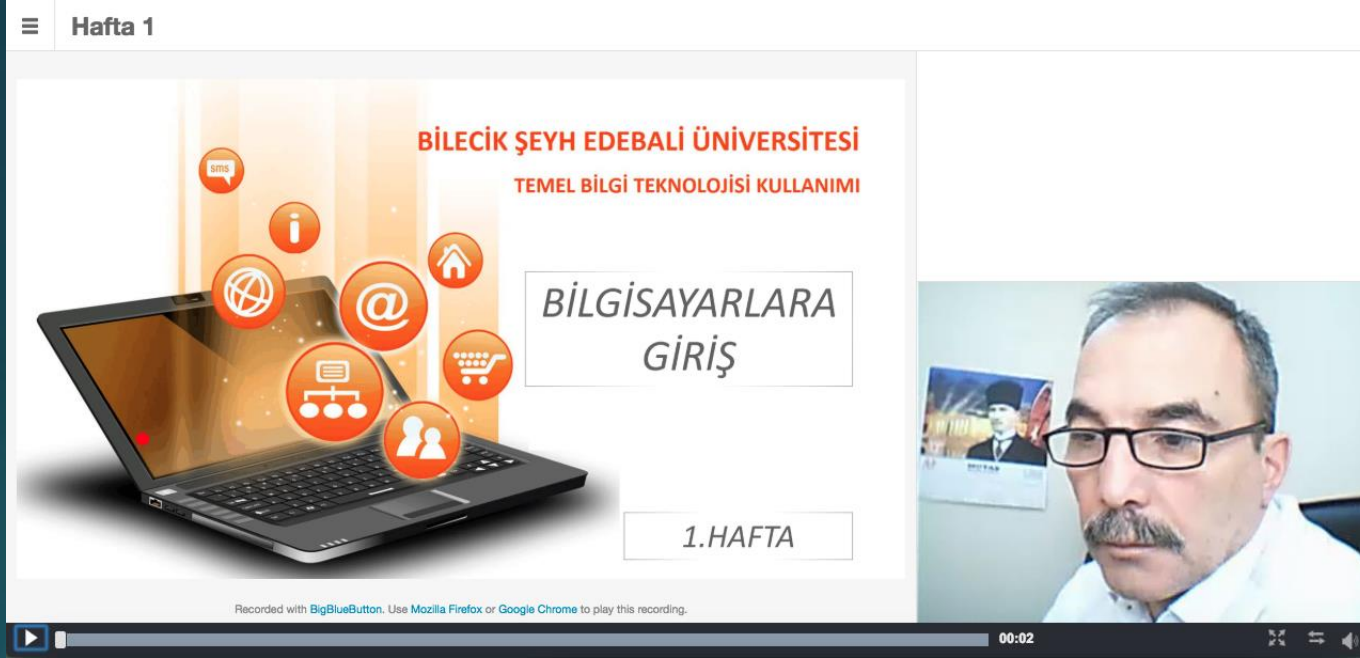 Hafta 1
BİLECİK ŞEYH EDEBALİ ÜNİVERSİTESİ
TEMEL BİLGİ TEKNOLOJİSİ KULLANIMI
sms
i
@
BİLGİSAYARLARA
GİRİŞ
1.HAFTA
Recorded with BigBlueButton. Use Mozilla Firefox or Google Chrome to play this recording.
00:02